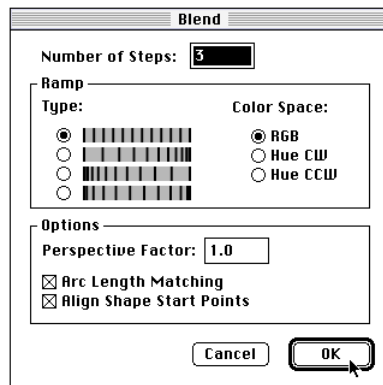 Blend
Number of Steps: 3
Ramp
Type:
Color Space:
RGB
Hue CW
Hue CCW
Options
Perspective Factor: 1.0
Arc Length Matching
Align Shape Start Points
Cancel
OK